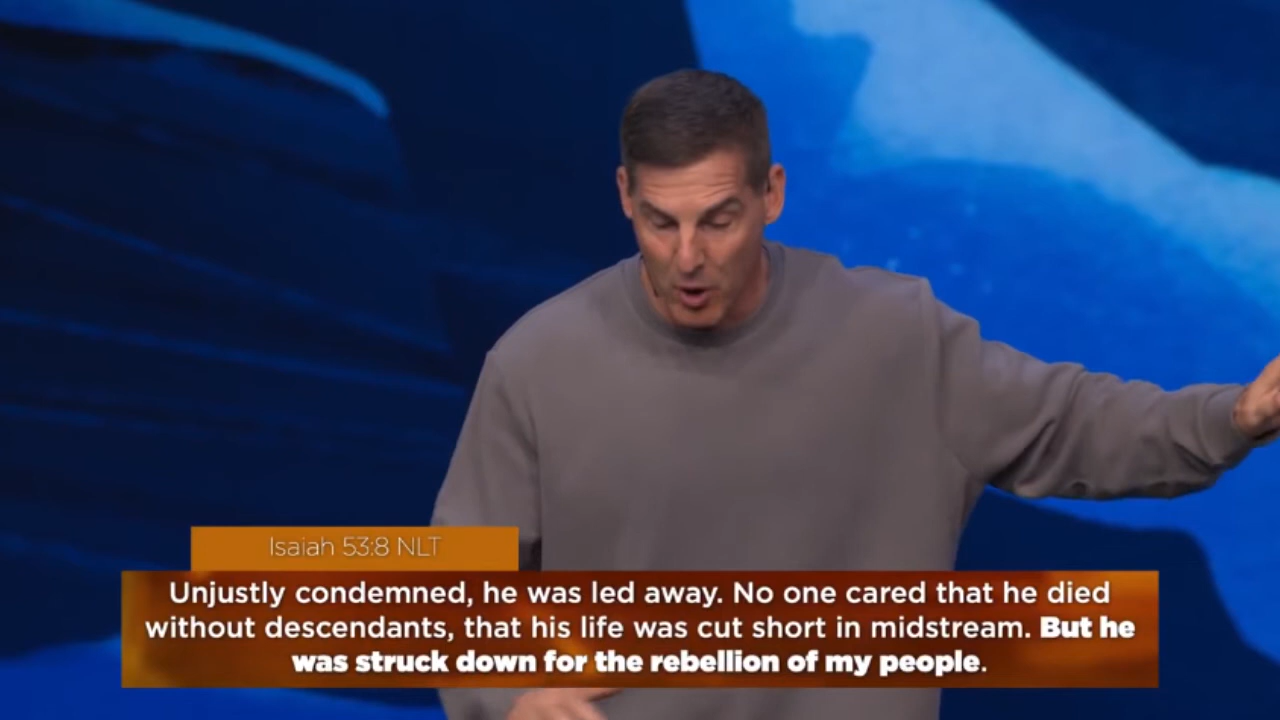 Isaiah 53:8 NLT
Unjustly condemned, he was led away. No one cared that he died
without descendants, that his life was cut short in midstream. But he
was struck down for the rebellion of my people.